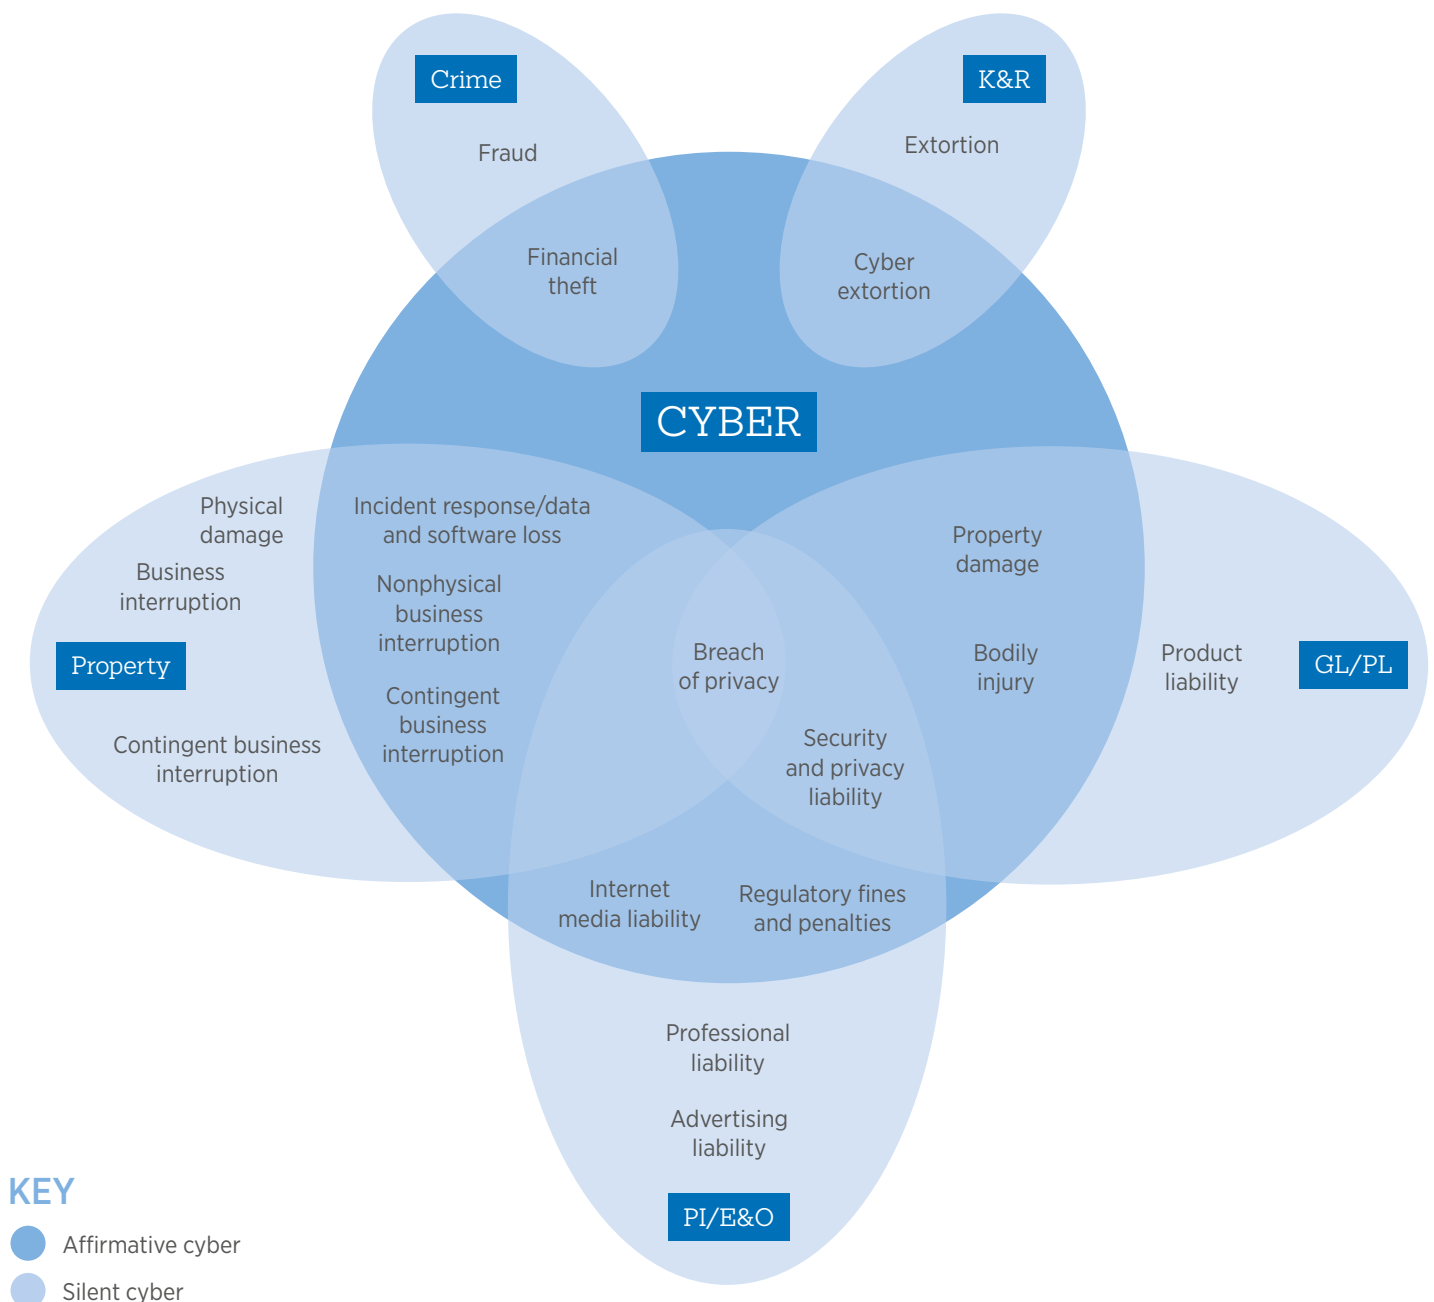 Crime
K&R
Fraud
Extortion
Financial
theft
Cyber
extortion
CYBER
Physical
damage
Business
interruption
Property
Contingent business
interruption
Incident response/data
and software loss
Nonphysical
business
interruption
Contingent
business
interruption
Breach
of privacy
Property
damage
Bodily
injury
Product
liability
GL/PL
Security
and privacy
liability
Internet
media liability
Regulatory fines
and penalties
Professional
liability
Advertising
liability
PI/E&O
KEY
Affirmative cyber
Silent cyber